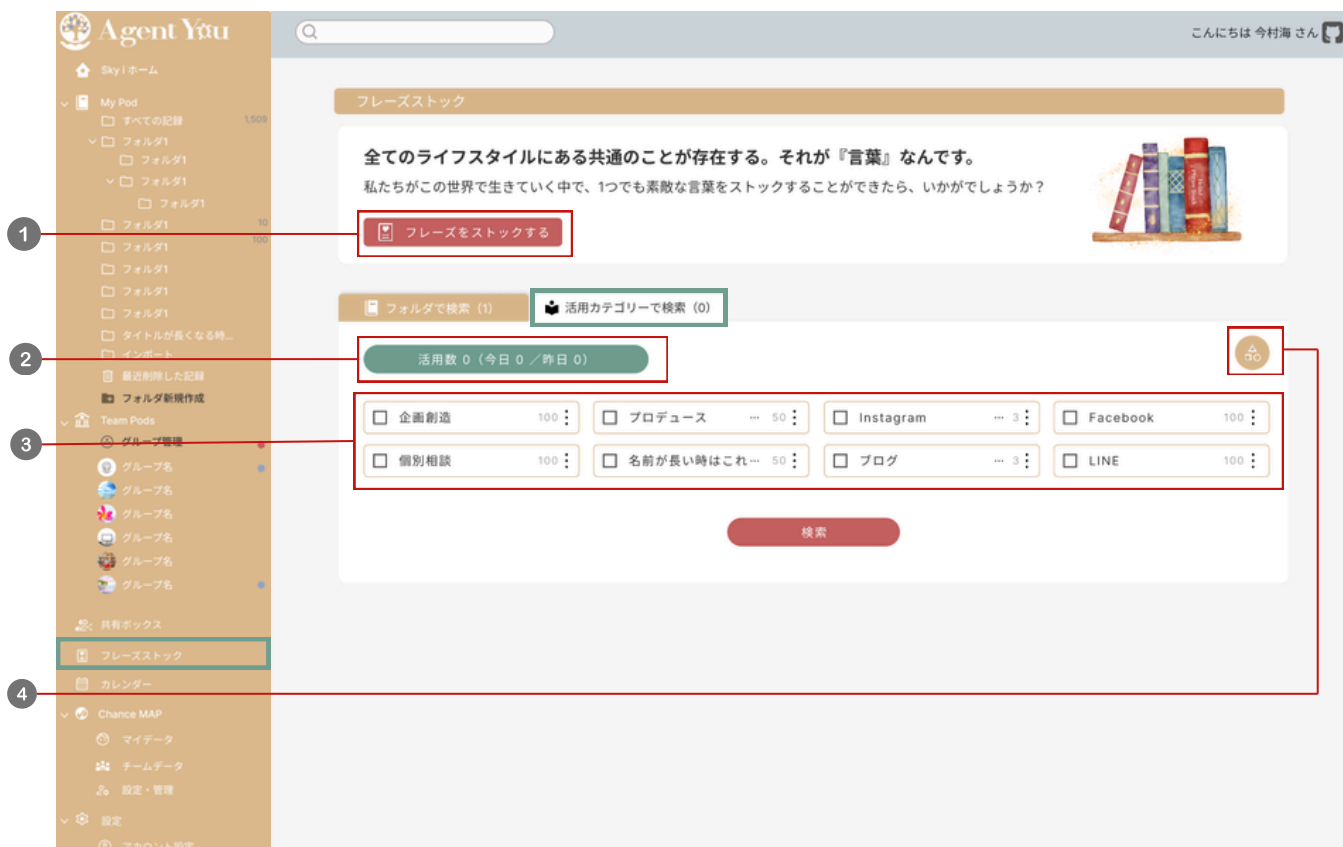 Agent You
こんにちは 今村海 さん
Sky i ホーム
My Pod
すべての記録 1,509
フォルダ1
フォルダ1
フォルダ1
フォルダ1
フォルダ1 10
フォルダ1 100
フォルダ1
フォルダ1
フォルダ1
タイトルが長くなる時...
インポート
最近削除した記録
フォルダ新規作成
Team Pods
グループ管理
グループ名
グループ名
グループ名
グループ名
グループ名
グループ名
共有ボックス
フレーズストック
カレンダー
Chance MAP
マイデータ
チームデータ
設定・管理
設定
アカウント設定
フレーズストック
全てのライフスタイルにある共通のことが存在する。それが『言葉』なんです。
私たちがこの世界で生きていく中で、1つでも素敵な言葉をストックすることができたら、いかがでしょうか？
1
フレーズをストックする
フォルダで検索（1） 活用カテゴリーで検索（0）
2
活用数 0（今日 0 ／昨日 0）
3
企画創造 100 プロデュース … 50 Instagram … 3 Facebook 100
個別相談 100 名前が長い時はこれ… 50 ブログ … 3 LINE 100
検索
4